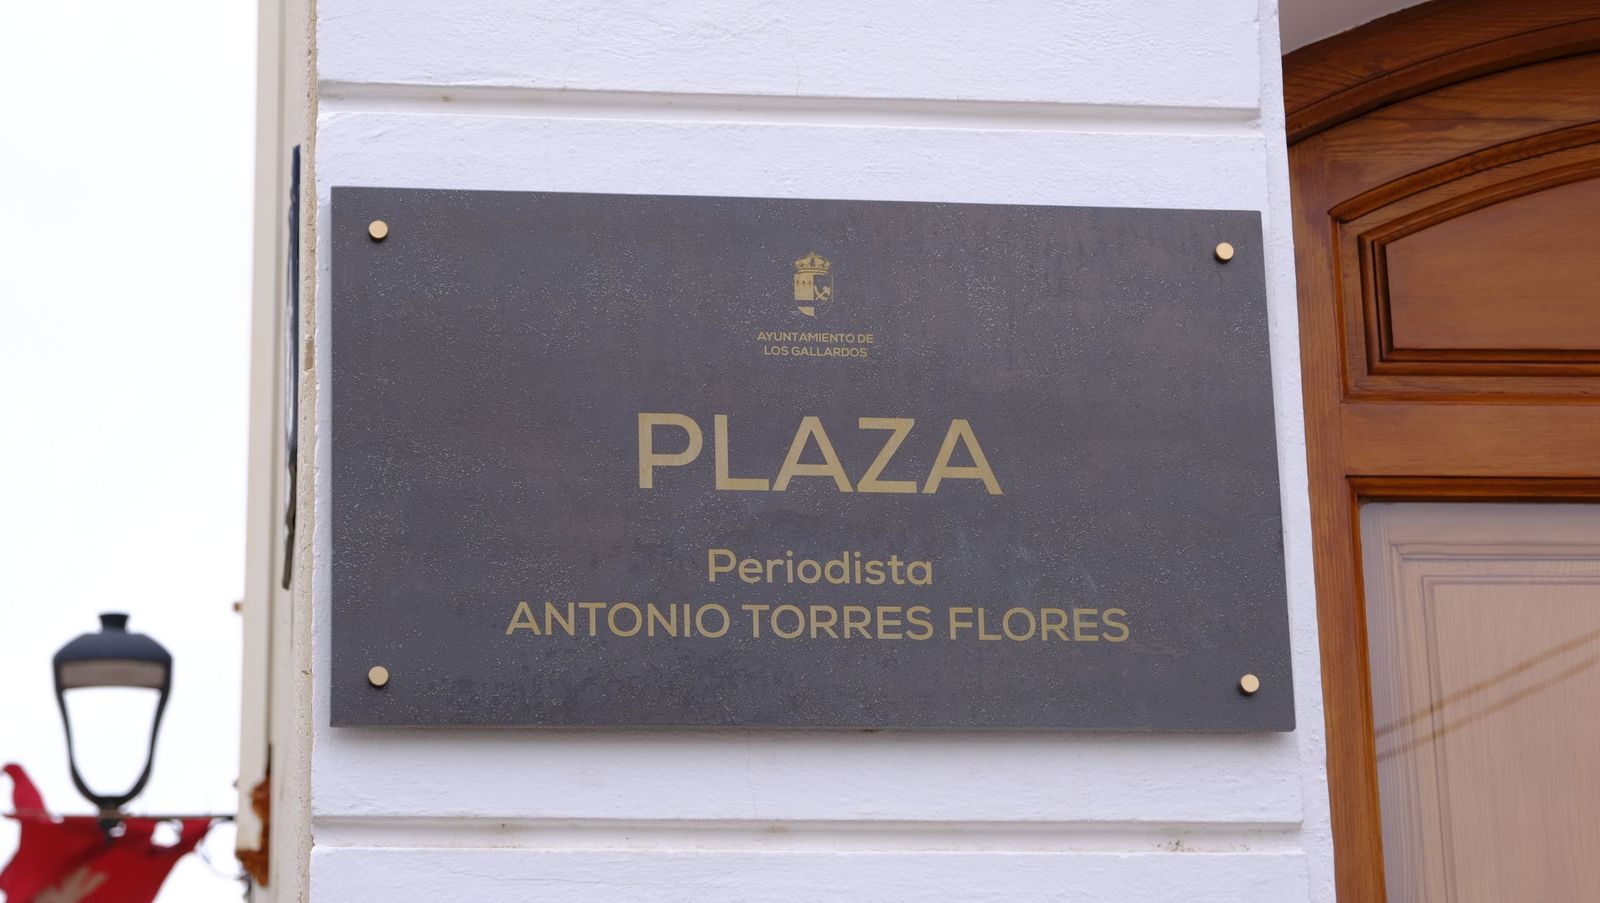 AYUNTAMIENTO DE
LOS GALLARDOS
PLAZA
Periodista
ANTONIO TORRES FLORES